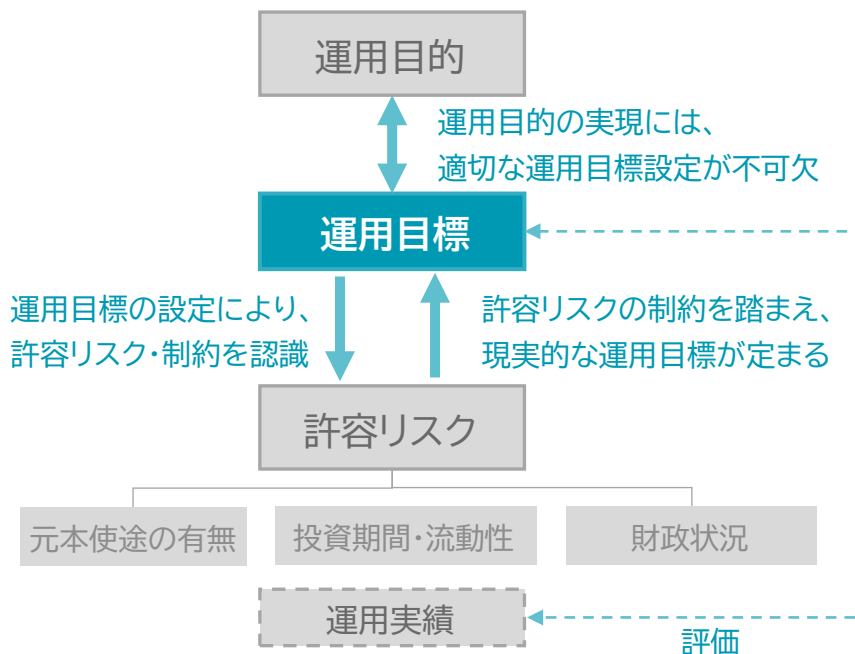 運用目的
運用目的の実現には、
適切な運用目標設定が不可欠
運用目標
運用目標の設定により、
許容リスク・制約を認識
許容リスクの制約を踏まえ、
現実的な運用目標が定まる
許容リスク
元本使途の有無
投資期間・流動性
財政状況
運用実績
評価